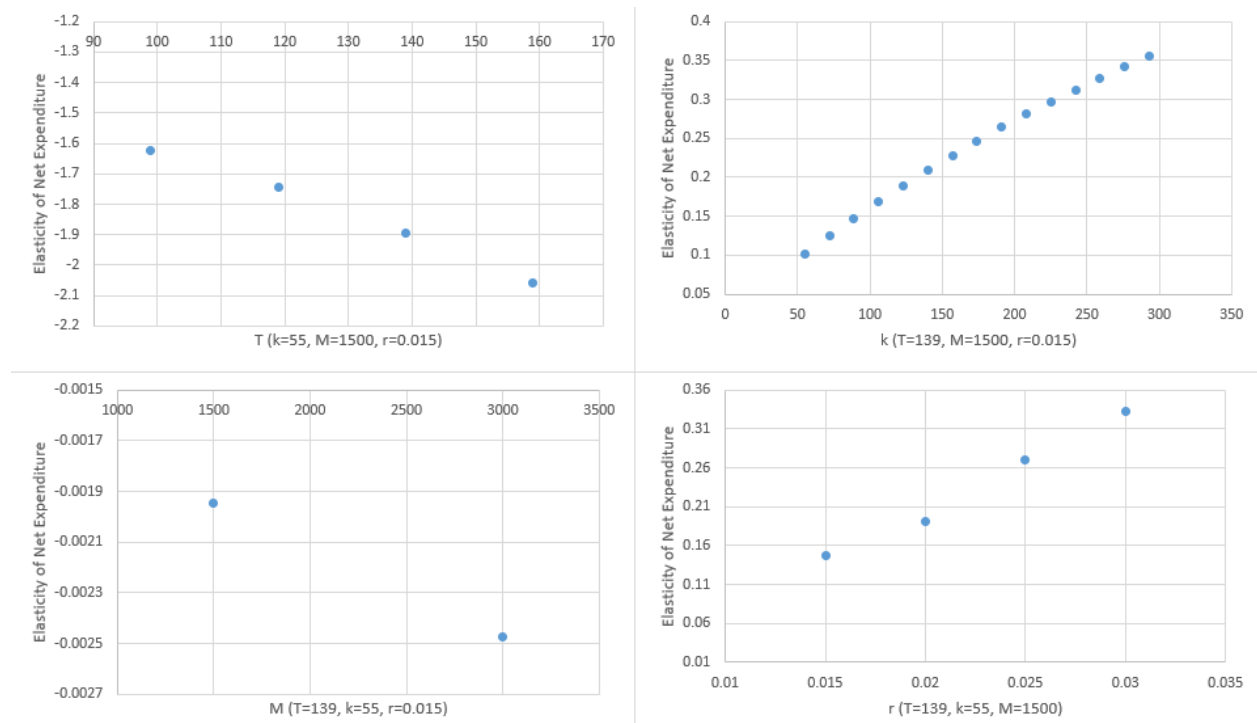 -1.2
90 100 110 120 130 140 150 160 170
-1.3
-1.4
-1.5
-1.6
-1.7
-1.8
-1.9
-2
-2.1
-2.2
Elasticity of Net Expenditure
T (k=55, M=1500, r=0.015)
0.4
0.35
0.3
0.25
0.2
0.15
0.1
0.05
Elasticity of Net Expenditure
0 50 100 150 200 250 300 350
k (T=139, M=1500, r=0.015)
-0.0015
1000 1500 2000 2500 3000 3500
-0.0017
-0.0019
-0.0021
-0.0023
-0.0025
-0.0027
Elasticity of Net Expenditure
M (T=139, k=55, r=0.015)
0.36
0.31
0.26
0.21
0.16
0.11
0.06
0.01
Elasticity of Net Expenditure
0.01 0.015 0.02 0.025 0.03 0.035
r (T=139, k=55, M=1500)